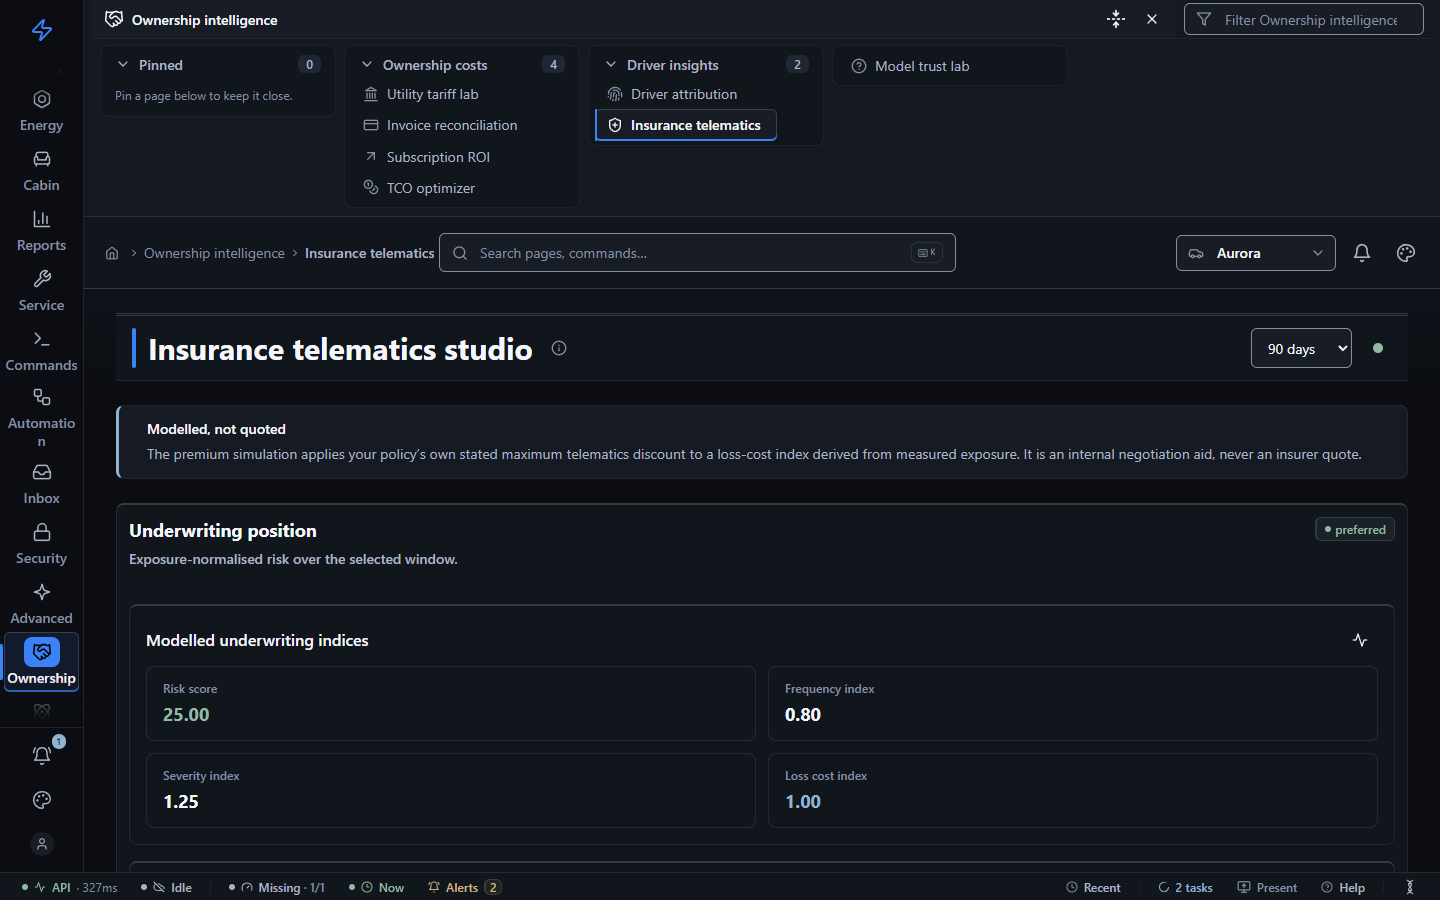 Ownership intelligence
Filter Ownership intelligence
Pinned 0
Pin a page below to keep it close.
Ownership costs 4
Utility tariff lab
Invoice reconciliation
Subscription ROI
TCO optimizer
Driver insights 2
Driver attribution
Insurance telematics
Model trust lab
Energy
Cabin
Reports
Service
Commands
Automatio
n
Inbox
Security
Advanced
Ownership
1
Ownership intelligence
Insurance telematics
Search pages, commands...
K
Aurora
Insurance telematics studio
90 days
Modelled, not quoted
The premium simulation applies your policy’s own stated maximum telematics discount to a loss-cost index derived from measured exposure. It is an internal negotiation aid, never an insurer quote.
Underwriting position
preferred
Exposure-normalised risk over the selected window.
Modelled underwriting indices
Risk score
25.00
Frequency index
0.80
Severity index
1.25
Loss cost index
1.00
API · 327ms
Idle
Missing · 1/1
Now
Alerts 2
Recent
2 tasks
Present
Help